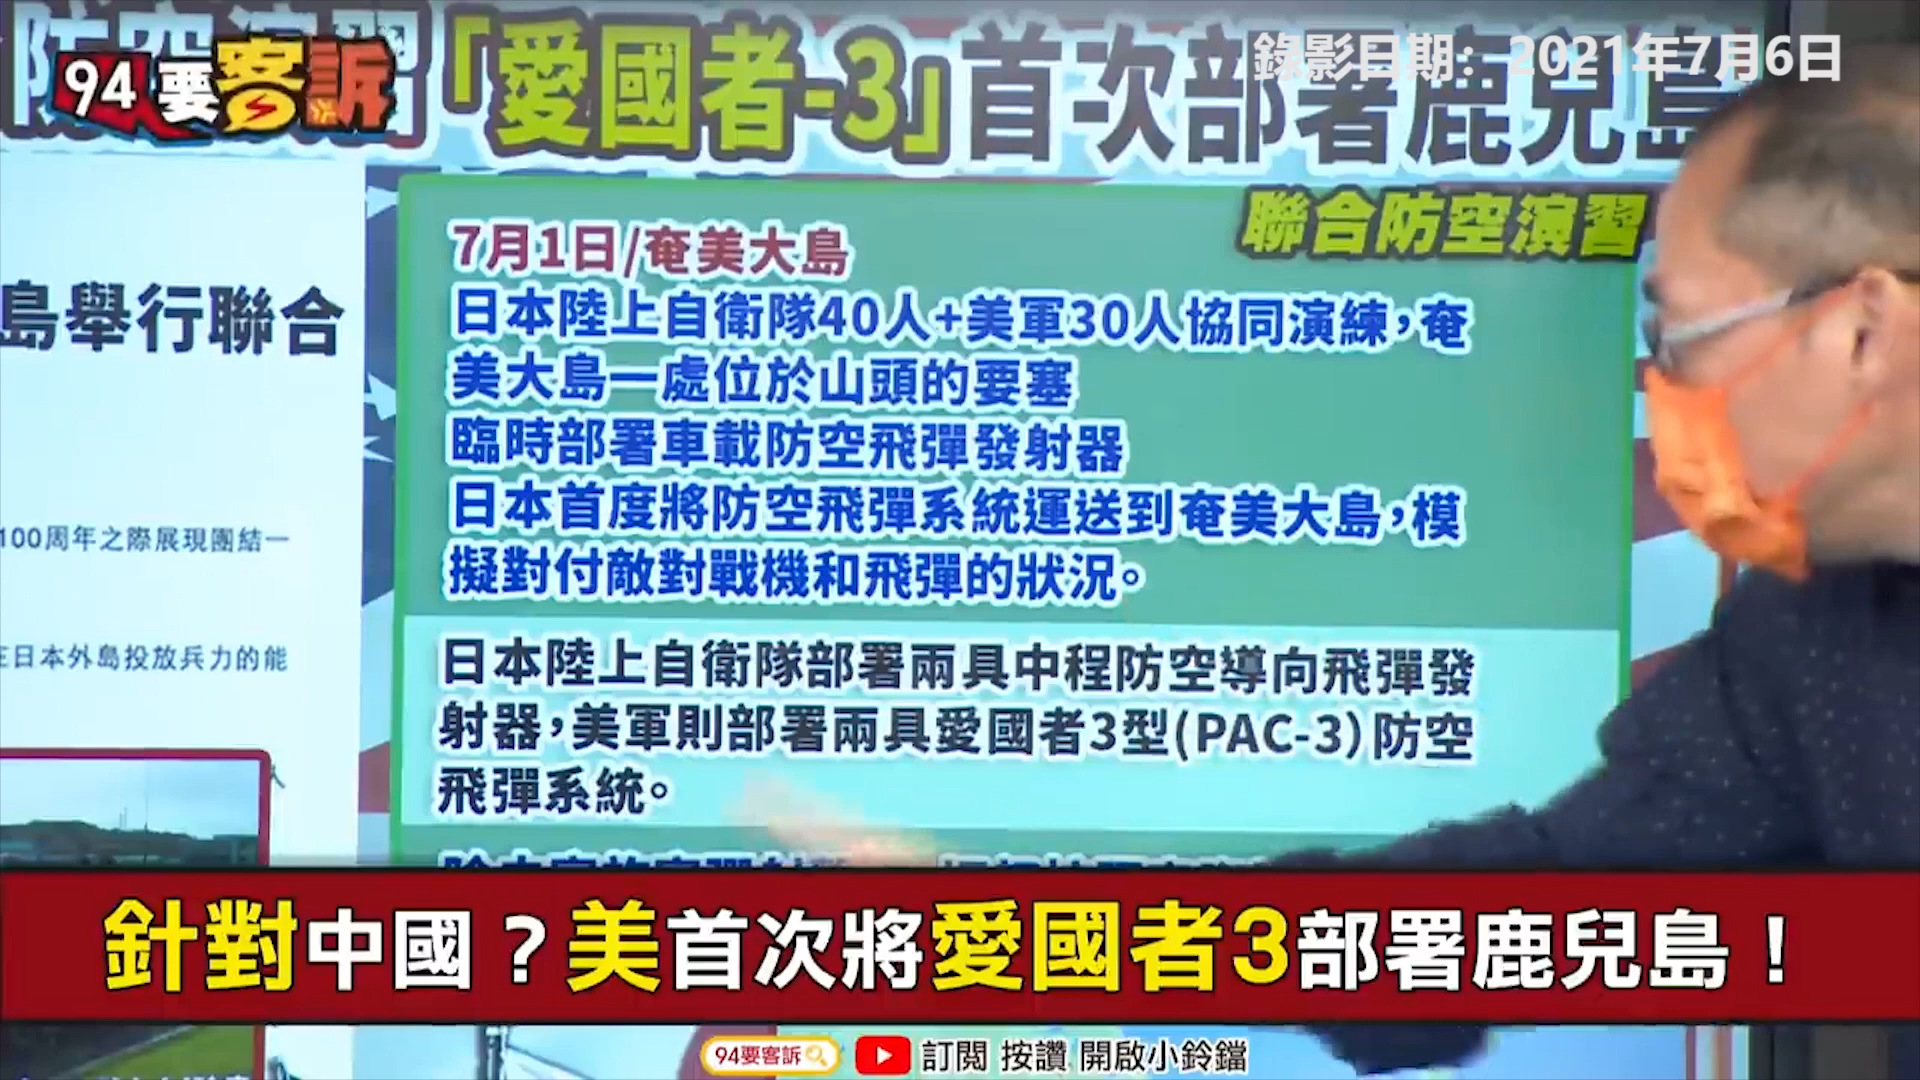 防空演習「愛國者-3」首次部署鹿兒島
94要客訴
錄影日期：2021年7月6日
聯合防空演習
島舉行聯合
100周年之際展現團結一
在日本外島投放兵力的能
7月1日/奄美大島
日本陸上自衛隊40人+美軍30人協同演練，奄
美大島一處位於山頭的要塞
臨時部署車載防空飛彈發射器
日本首度將防空飛彈系統運送到奄美大島，模
擬對付敵對戰機和飛彈的狀況。
日本陸上自衛隊部署兩具中程防空導向飛彈發
射器，美軍則部署兩具愛國者3型(PAC-3)防空
飛彈系統。
針對中國？美首次將愛國者3部署鹿兒島！
94要客訴
訂閱 按讚 開啟小鈴鐺